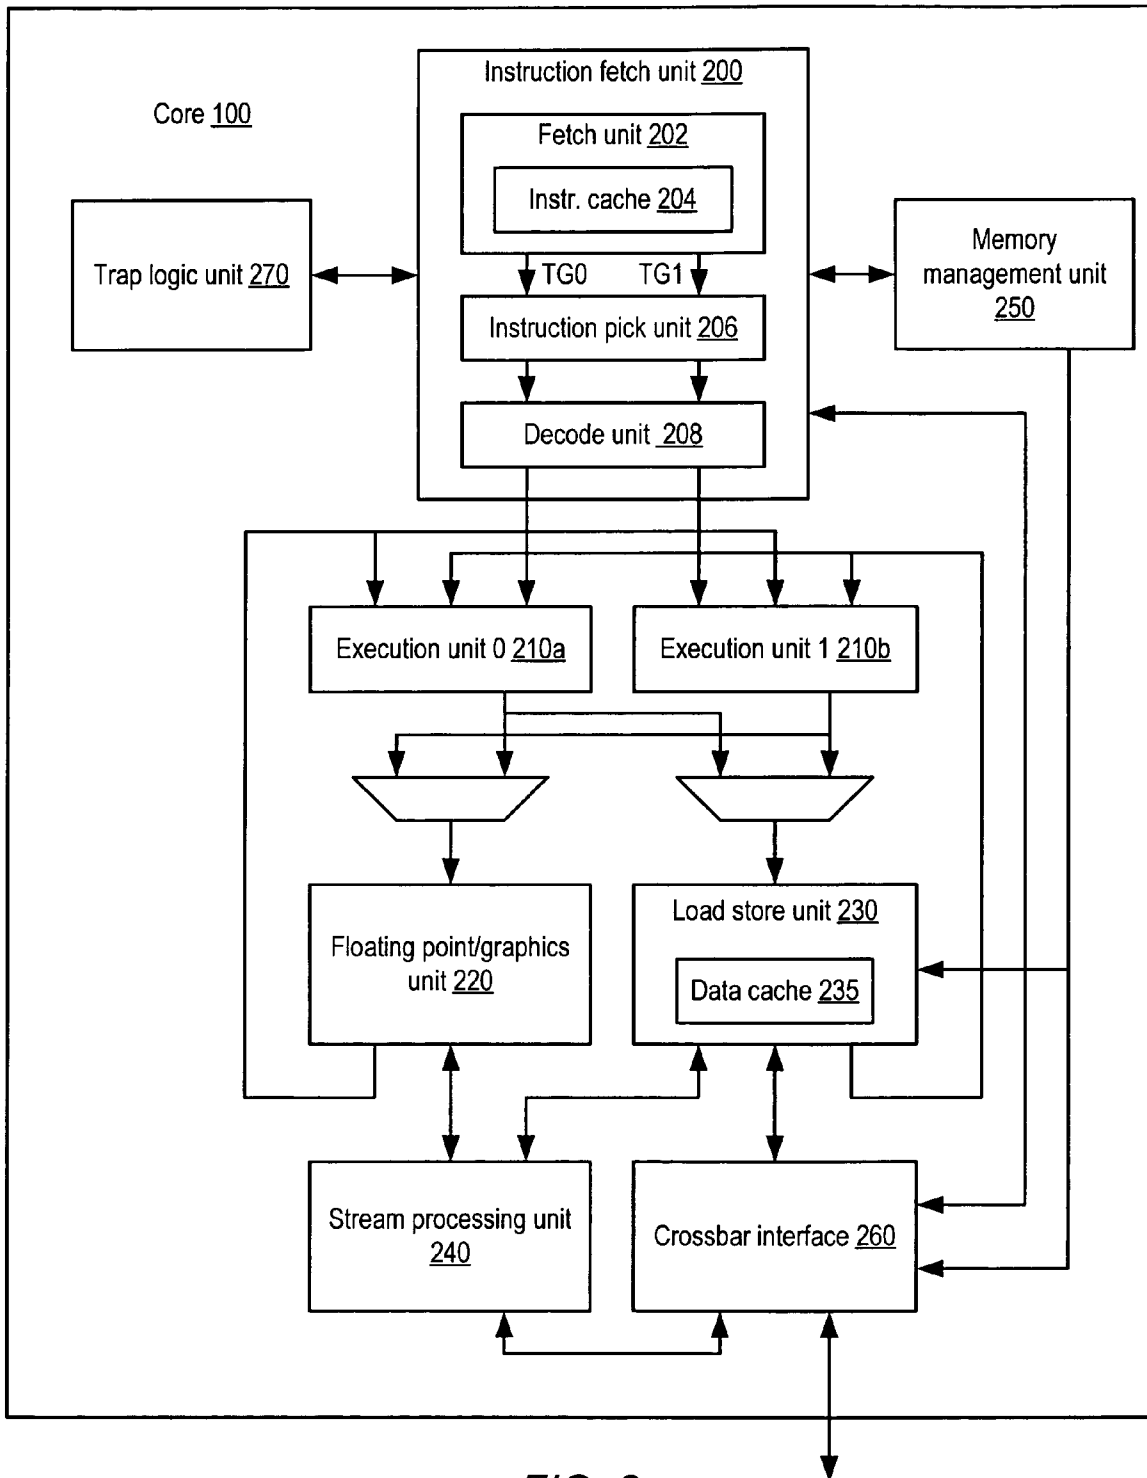 Instruction fetch unit 200
Core 100
Fetch unit 202
Instr. cache 204
Trap logic unit 270
Memory
management unit
250
TG0
TG1
Instruction pick unit 206
Decode unit 208
Execution unit 0 210a
Execution unit 1 210b
Load store unit 230
Floating point/graphics
unit 220
Data cache 235
Stream processing unit
240
Crossbar interface 260